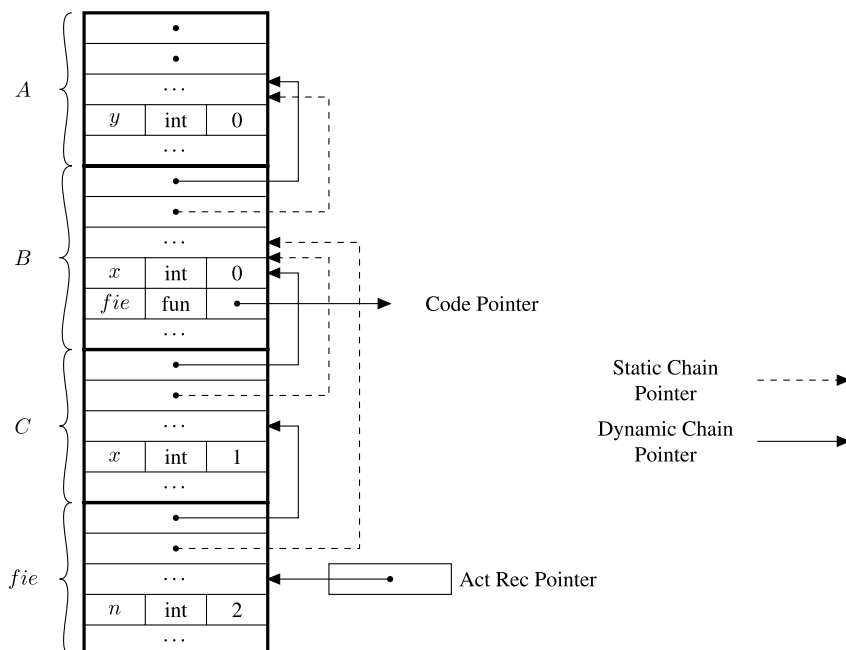 ...
A
y int 0
...
...
B
x int 0
fie fun
Code Pointer
...
Static Chain
Pointer
C
...
Dynamic Chain
Pointer
x int 1
...
fie
...
Act Rec Pointer
n int 2
...